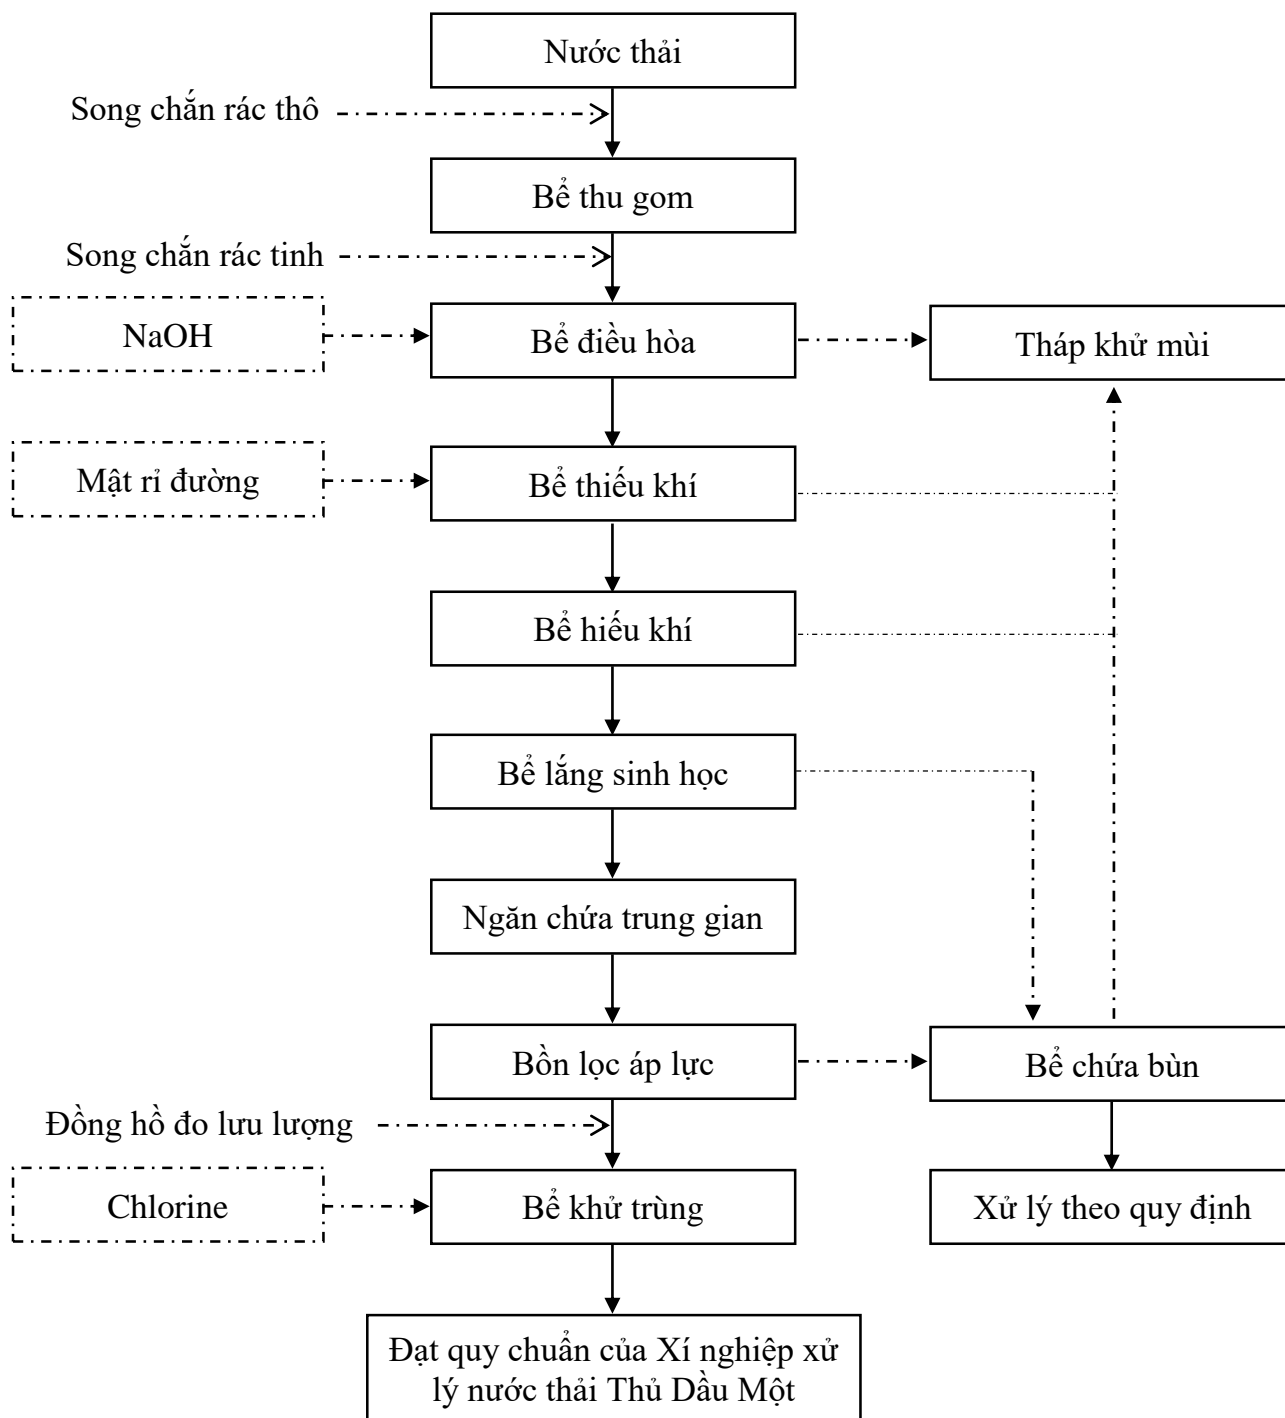 Nước thải
Song chắn rác thô
Bể thu gom
Song chắn rác tinh
NaOH
Bể điều hòa
Tháp khử mùi
Mật rỉ đường
Bể thiếu khí
Bể hiếu khí
Bể lắng sinh học
Ngăn chứa trung gian
Bồn lọc áp lực
Bể chứa bùn
Đồng hồ đo lưu lượng
Chlorine
Bể khử trùng
Xử lý theo quy định
Đạt quy chuẩn của Xí nghiệp xử
lý nước thải Thủ Dầu Một